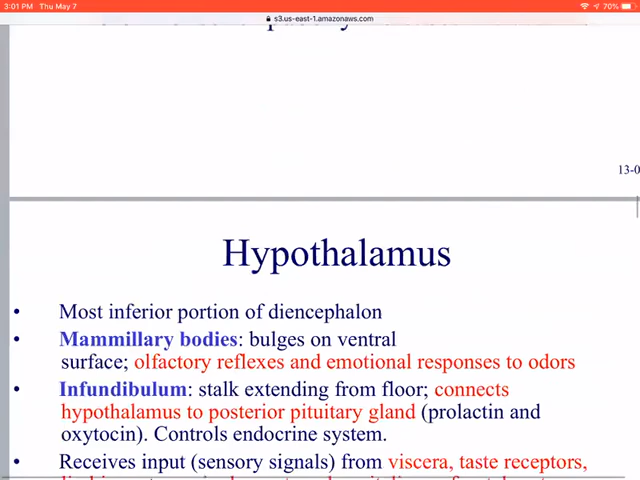 3:01 PM Thu May 7
70%
s3.us-east-1.amazonaws.com
13-0
Hypothalamus
• Most inferior portion of diencephalon
• Mammillary bodies: bulges on ventral
surface; olfactory reflexes and emotional responses to odors
• Infundibulum: stalk extending from floor; connects
hypothalamus to posterior pituitary gland (prolactin and
oxytocin). Controls endocrine system.
• Receives input (sensory signals) from viscera, taste receptors,